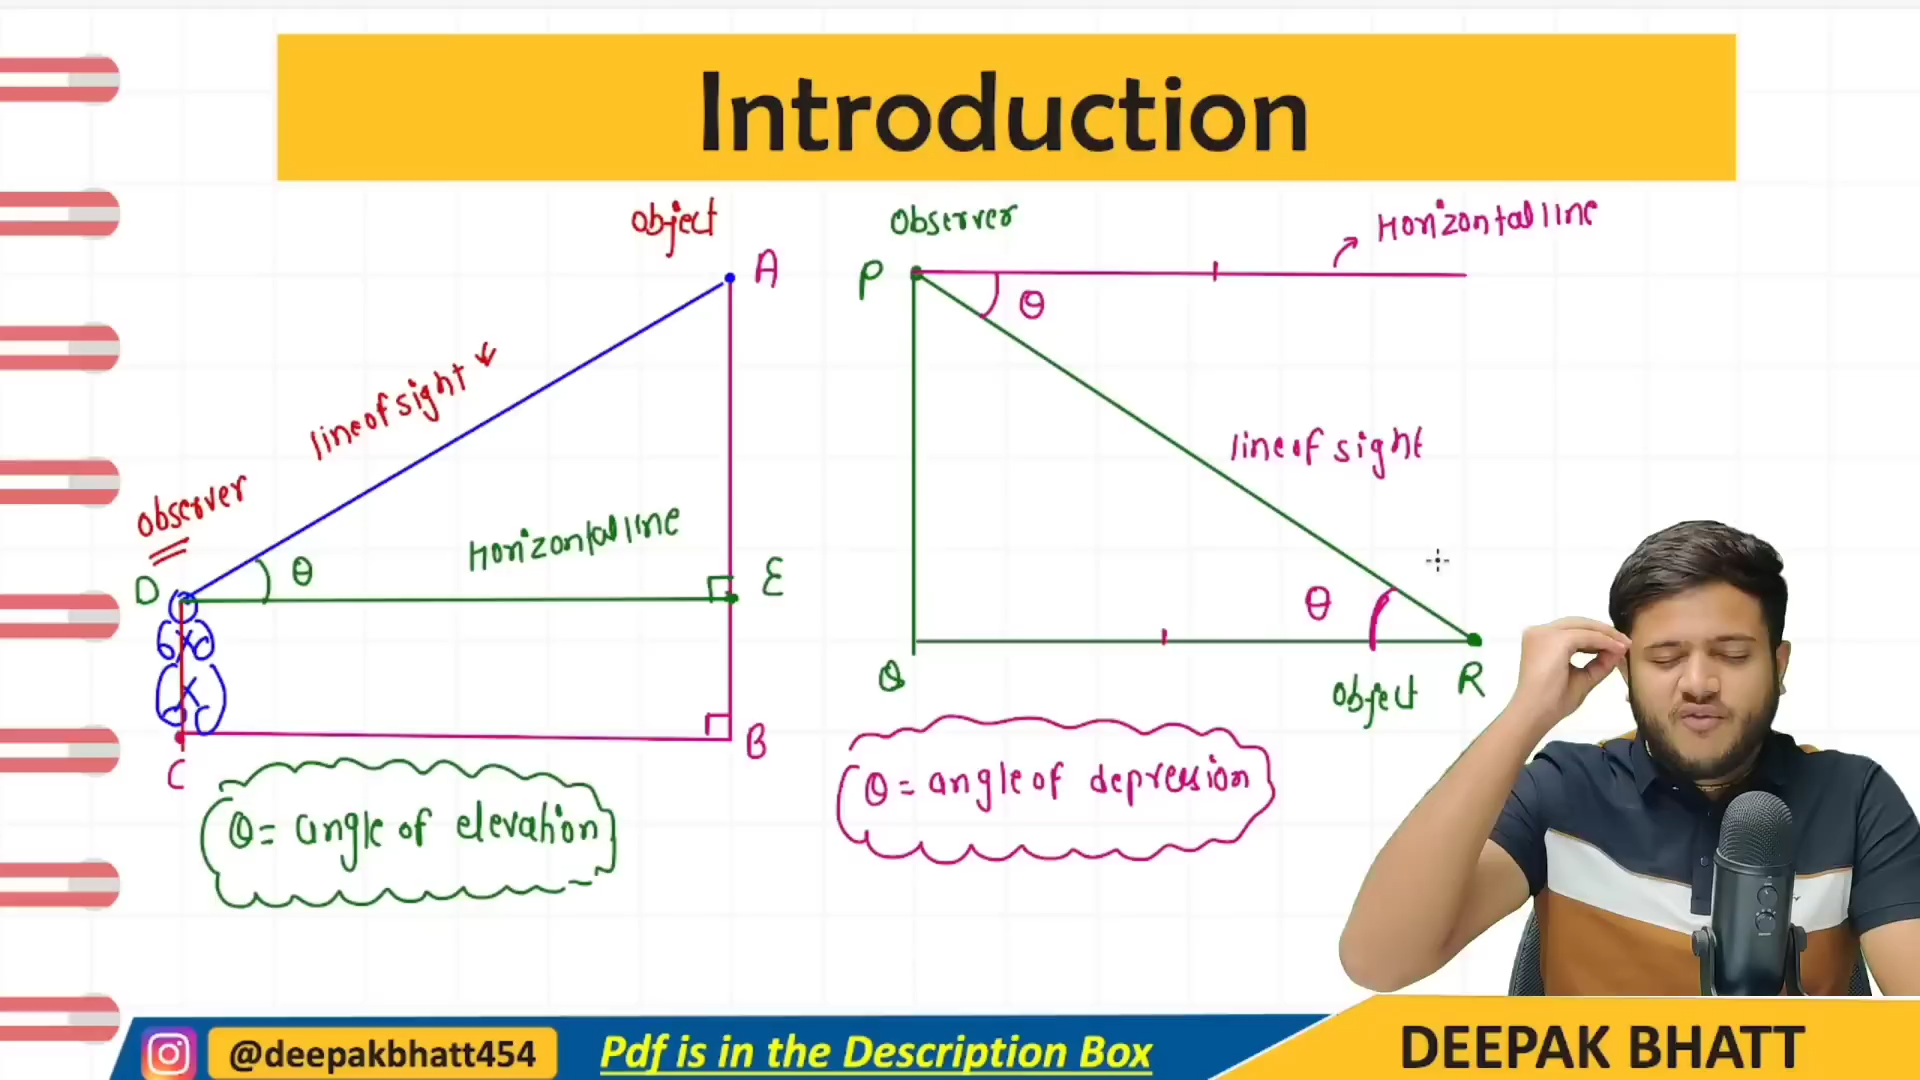 Introduction
object
A
line of sight
observer
D
θ
Horizontal line
E
C
B
θ = angle of elevation
Observer
P
Horizontal line
θ
line of sight
θ
Q
object
R
θ = angle of depression
@deepakbhatt454
Pdf is in the Description Box
DEEPAK BHATT